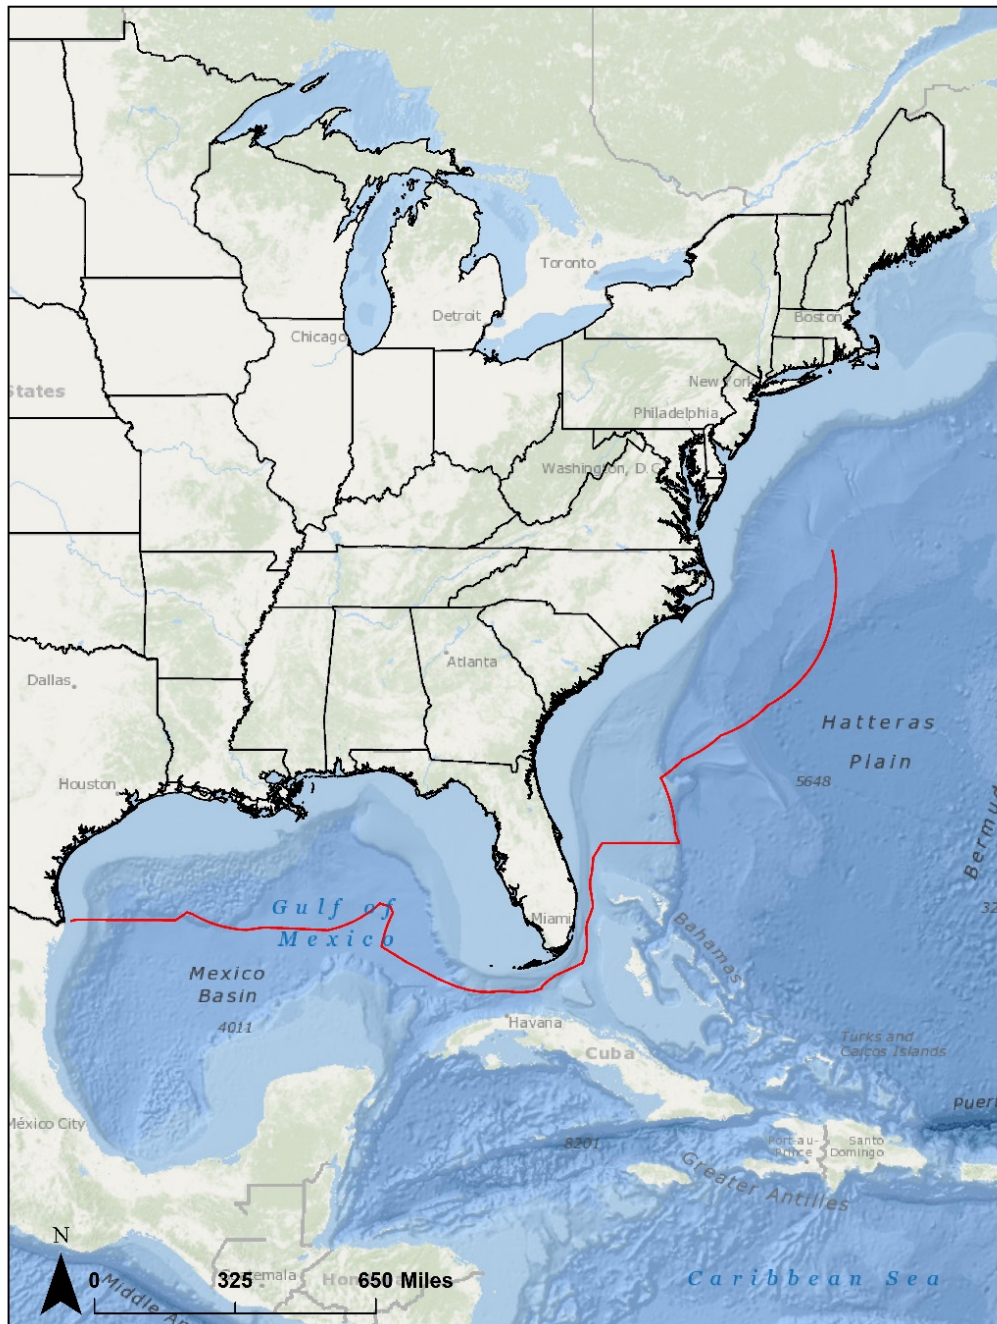 Toronto
Detroit
Chicago
Boston
States
New York
Philadelphia
Washington, D.C.
Atlanta
Dallas
Houston
Hatteras
Plain
5648
Gulf of
Mexico
Miami
Bahamas
Mexico
Basin
4011
Havana
Cuba
Turks and
Caicos Islands
México City
8201
Port-au-
Prince
Santo
Domingo
Greater Antilles
N
0
325
650 Miles
Caribbean Sea